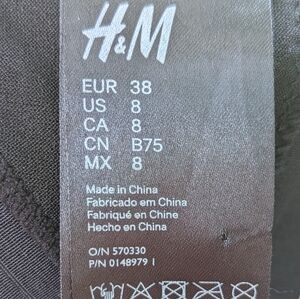 H&M
EUR 38
US 8
CA 8
CN B75
MX 8
Made in China
Fabricado em China
Fabriqué en Chine
Hecho en China
O/N 570330
P/N 0148979 1